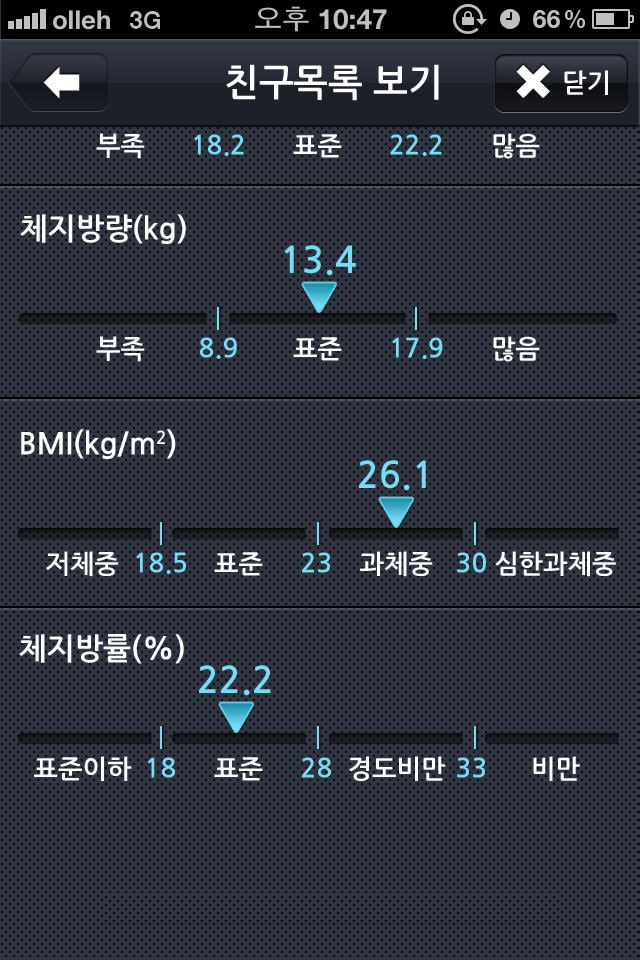 olleh 3G 오후 10:47 66%
친구목록 보기 닫기
부족 18.2 표준 22.2 많음
체지방량(kg)
13.4
부족 8.9 표준 17.9 많음
BMI(kg/m²)
26.1
저체중 18.5 표준 23 과체중 30 심한과체중
체지방률(%)
22.2
표준이하 18 표준 28 경도비만 33 비만